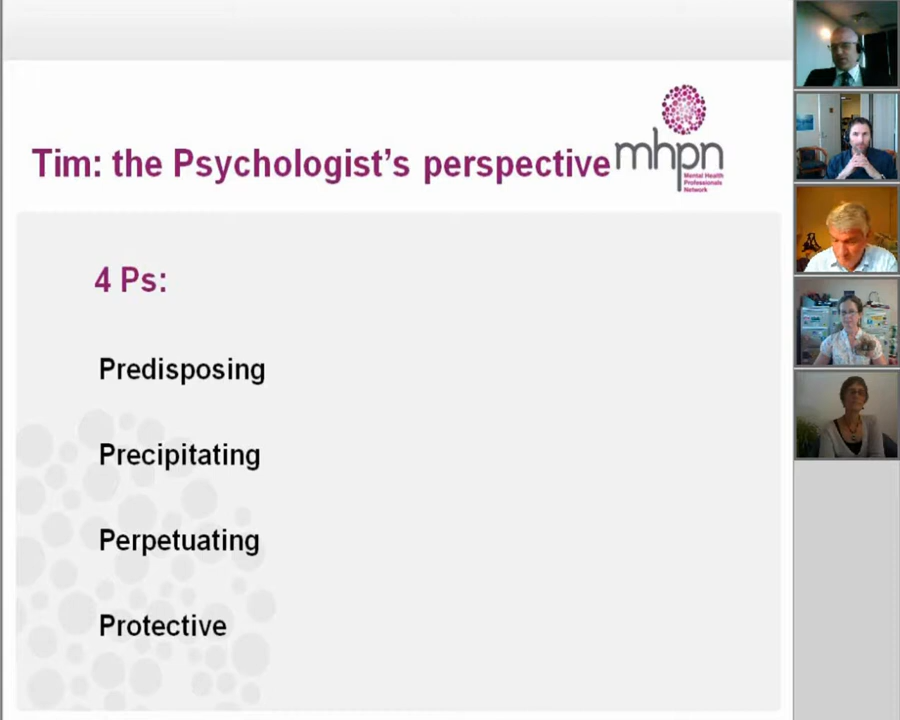 Tim: the Psychologist's perspective
mhpn
Mental Health
Professionals
Network
4 Ps:
Predisposing
Precipitating
Perpetuating
Protective